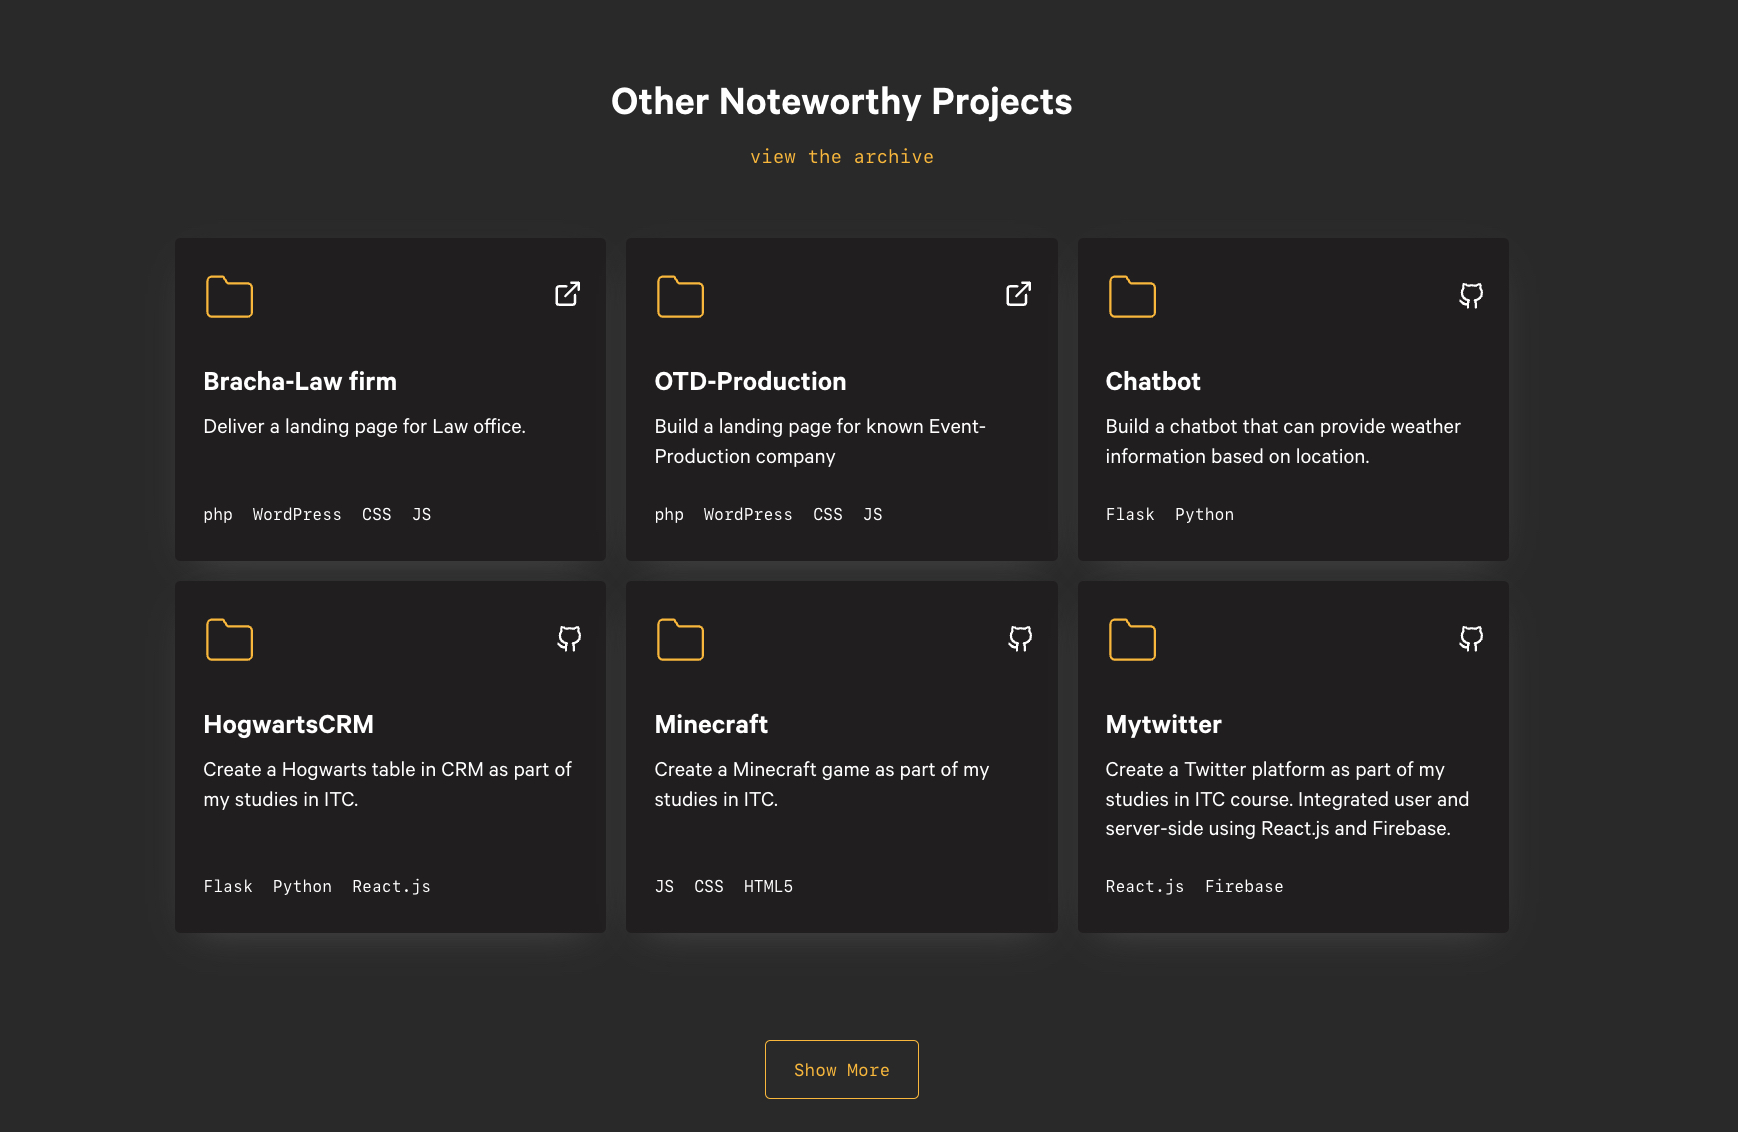 Other Noteworthy Projects
view the archive
Bracha-Law firm
Deliver a landing page for Law office.
php WordPress CSS JS
OTD-Production
Build a landing page for known Event-
Production company
php WordPress CSS JS
Chatbot
Build a chatbot that can provide weather
information based on location.
Flask Python
HogwartsCRM
Create a Hogwarts table in CRM as part of
my studies in ITC.
Flask Python React.js
Minecraft
Create a Minecraft game as part of my
studies in ITC.
JS CSS HTML5
Mytwitter
Create a Twitter platform as part of my
studies in ITC course. Integrated user and
server-side using React.js and Firebase.
React.js Firebase
Show More